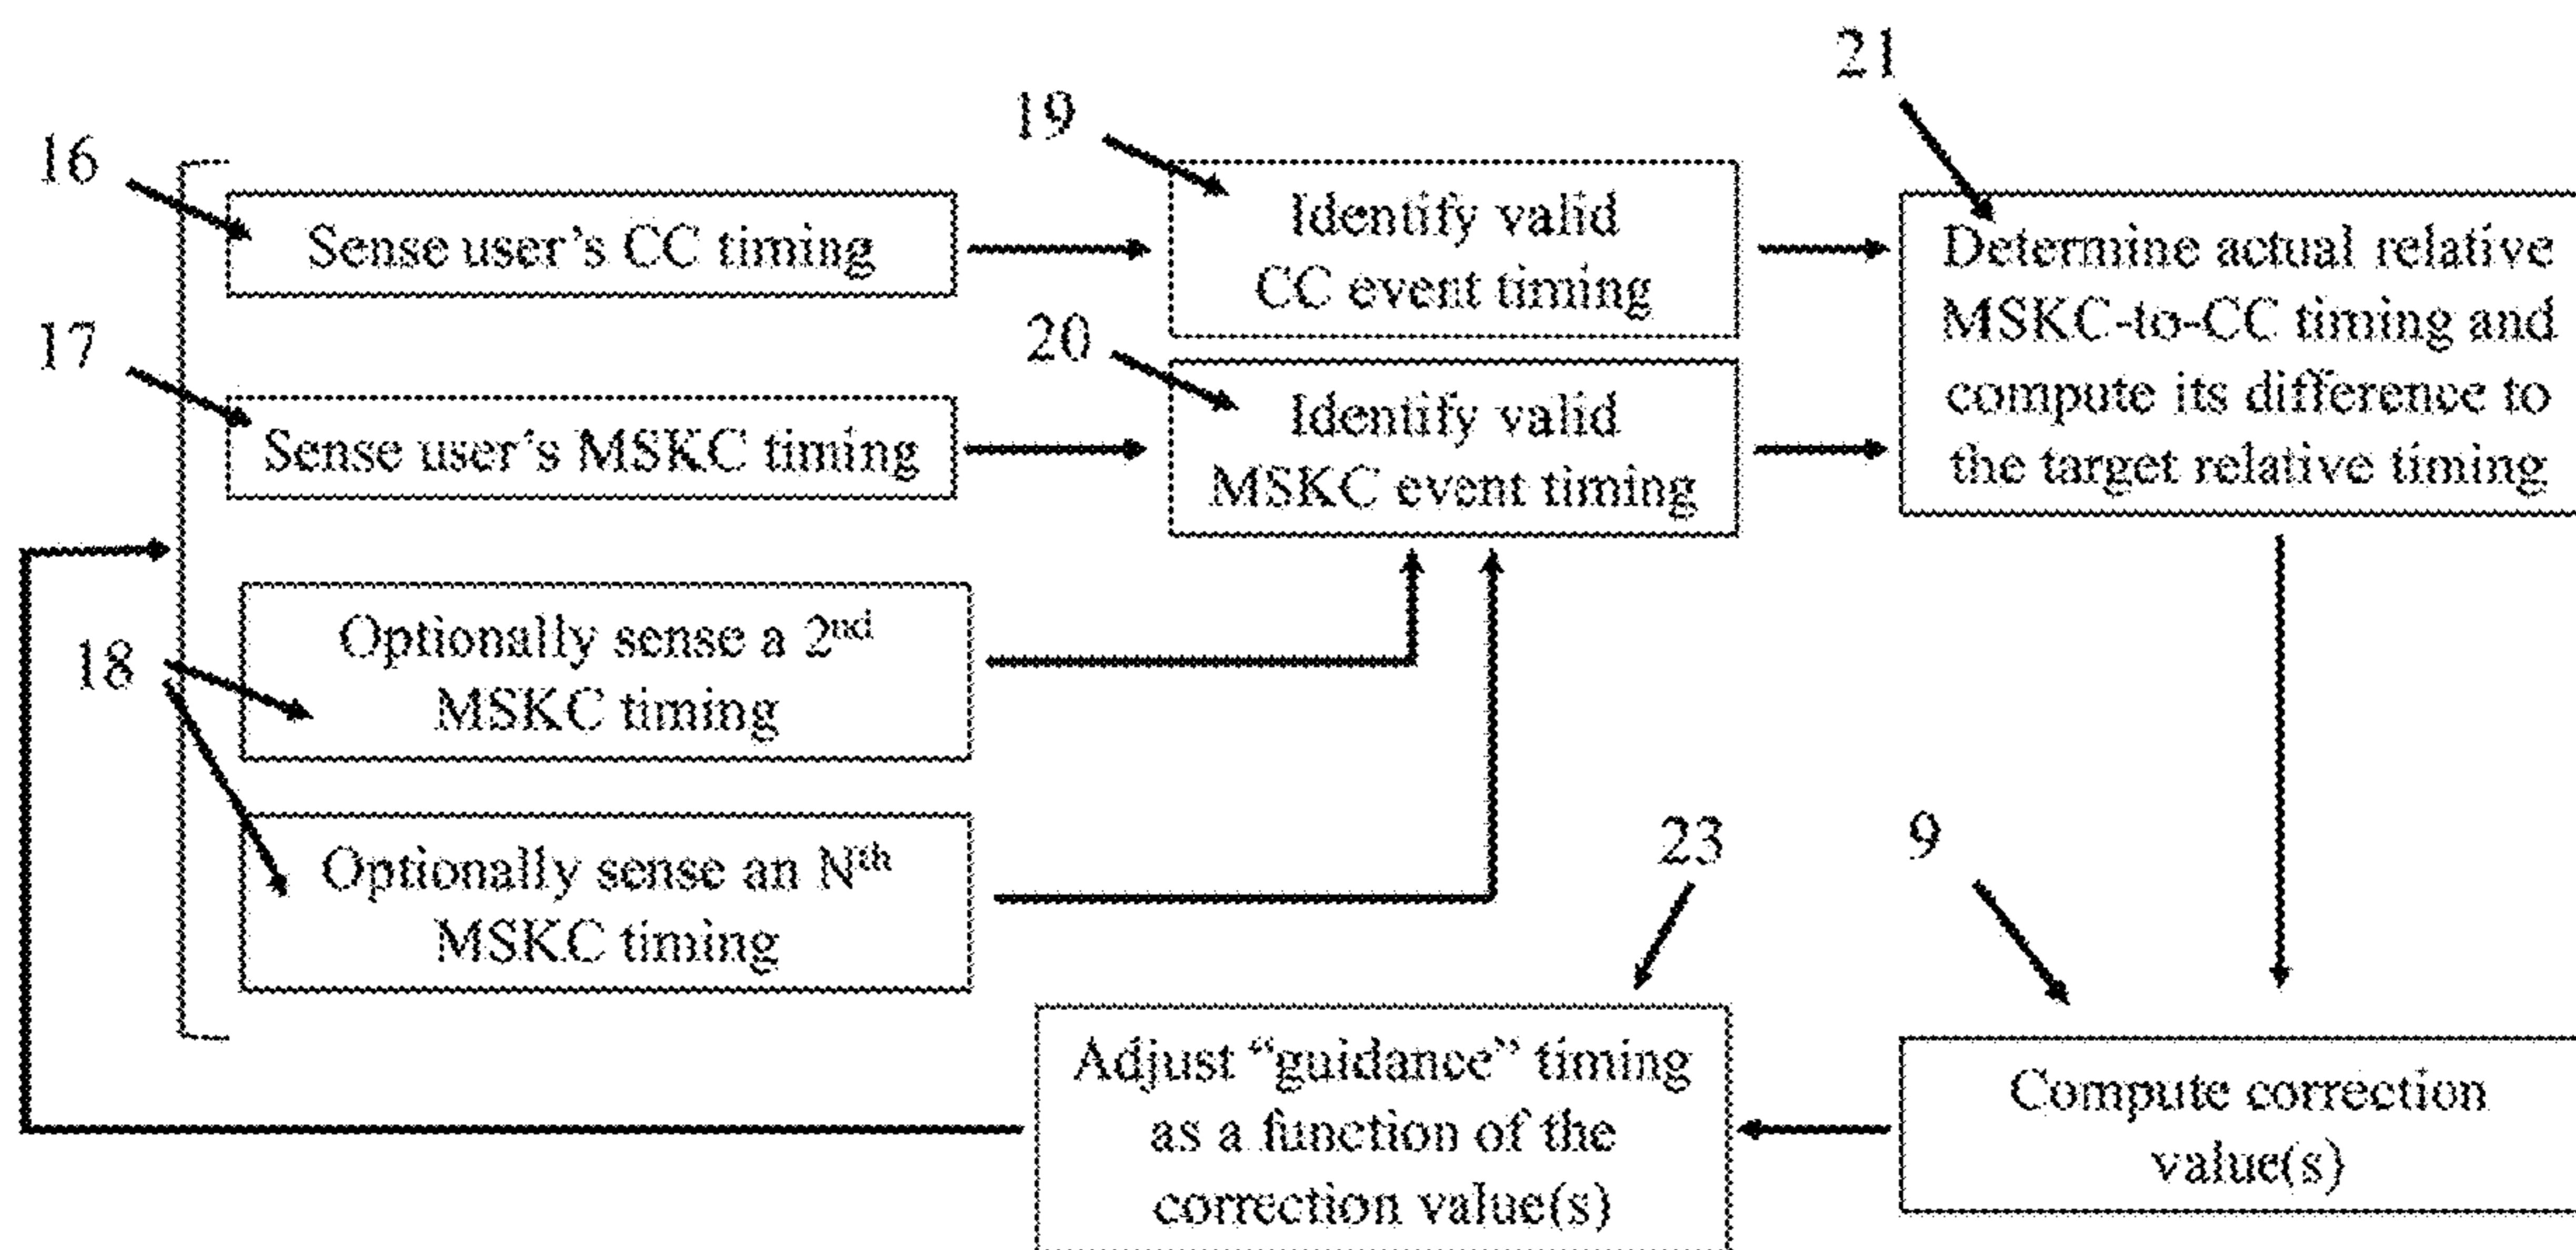 21
19
16
Sense user's CC timing
Identify valid
CC event timing
Determine actual relative
MSKC-to-CC timing and
compute its difference to
the target relative timing
17
20
Sense user's MSKC timing
Identify valid
MSKC event timing
18
Optionally sense a 2nd
MSKC timing
Optionally sense an Nth
MSKC timing
23
9
Adjust “guidance” timing
as a function of the
correction value(s)
Compute correction
value(s)